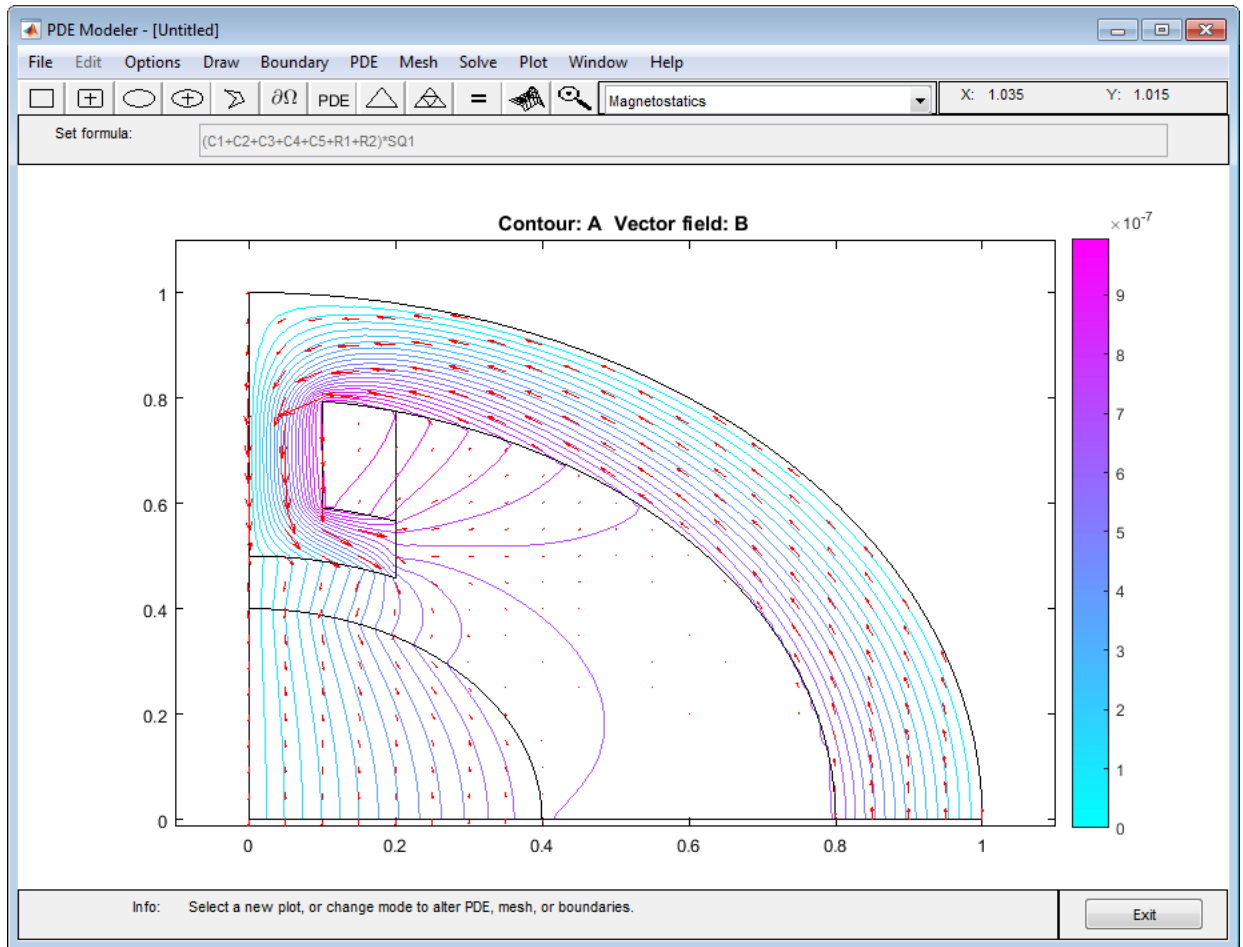 PDE Modeler - [Untitled]
File Edit Options Draw Boundary PDE Mesh Solve Plot Window Help
∂Ω PDE = Magnetostatics X: 1.035 Y: 1.015
Set formula: (C1+C2+C3+C4+C5+R1+R2)*SQ1
Contour: A Vector field: B
×10^-7
1
0.8
0.6
0.4
0.2
0
0 0.2 0.4 0.6 0.8 1
9
8
7
6
5
4
3
2
1
0
Info: Select a new plot, or change mode to alter PDE, mesh, or boundaries.
Exit